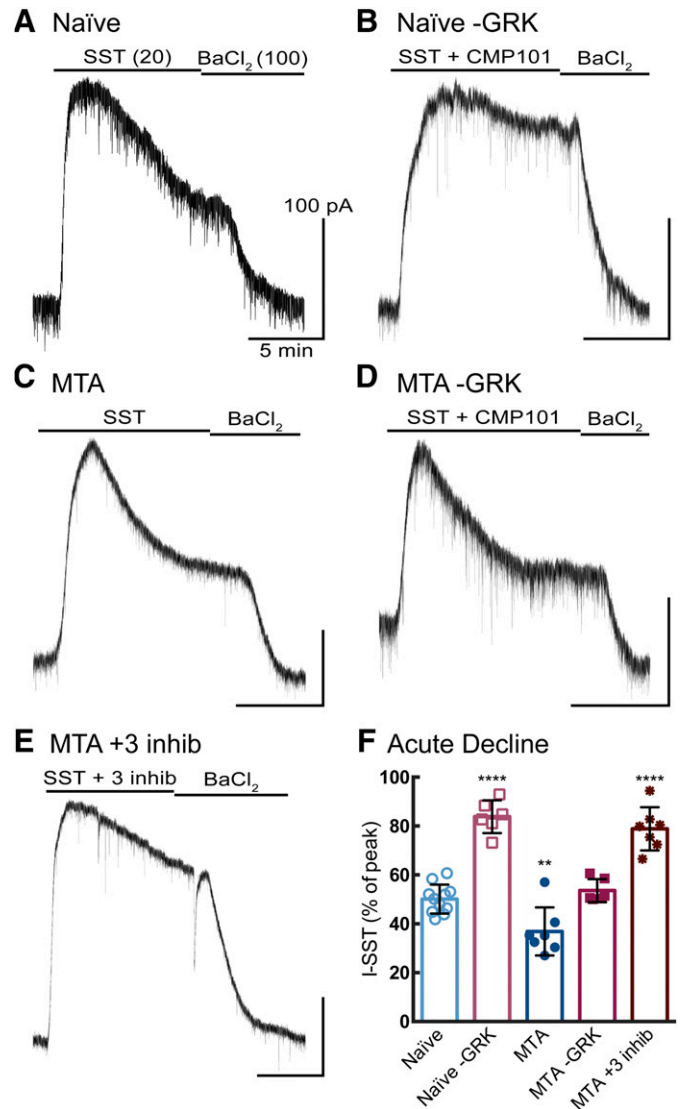 A Naïve
SST (20) BaCl₂ (100)
100 pA
5 min
B Naïve -GRK
SST + CMP101 BaCl₂
C MTA
SST BaCl₂
D MTA -GRK
SST + CMP101 BaCl₂
E MTA +3 inhib
SST + 3 inhib BaCl₂
F Acute Decline
I-SST (% of peak)
100
80
60
40
20
0
****
**
****
Naïve
Naïve -GRK
MTA
MTA -GRK
MTA +3 inhib